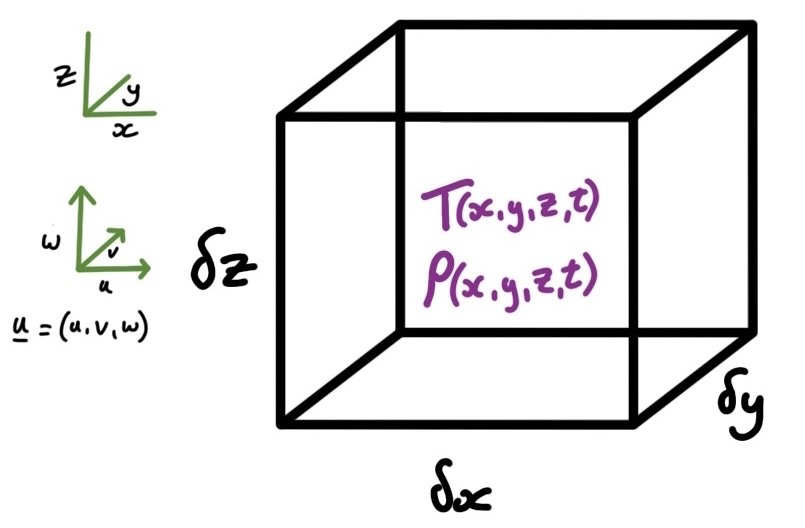 z
y
x
w
v
u
u = (u,v,w)
T(x,y,z,t)
ρ(x,y,z,t)
δz
δy
δx